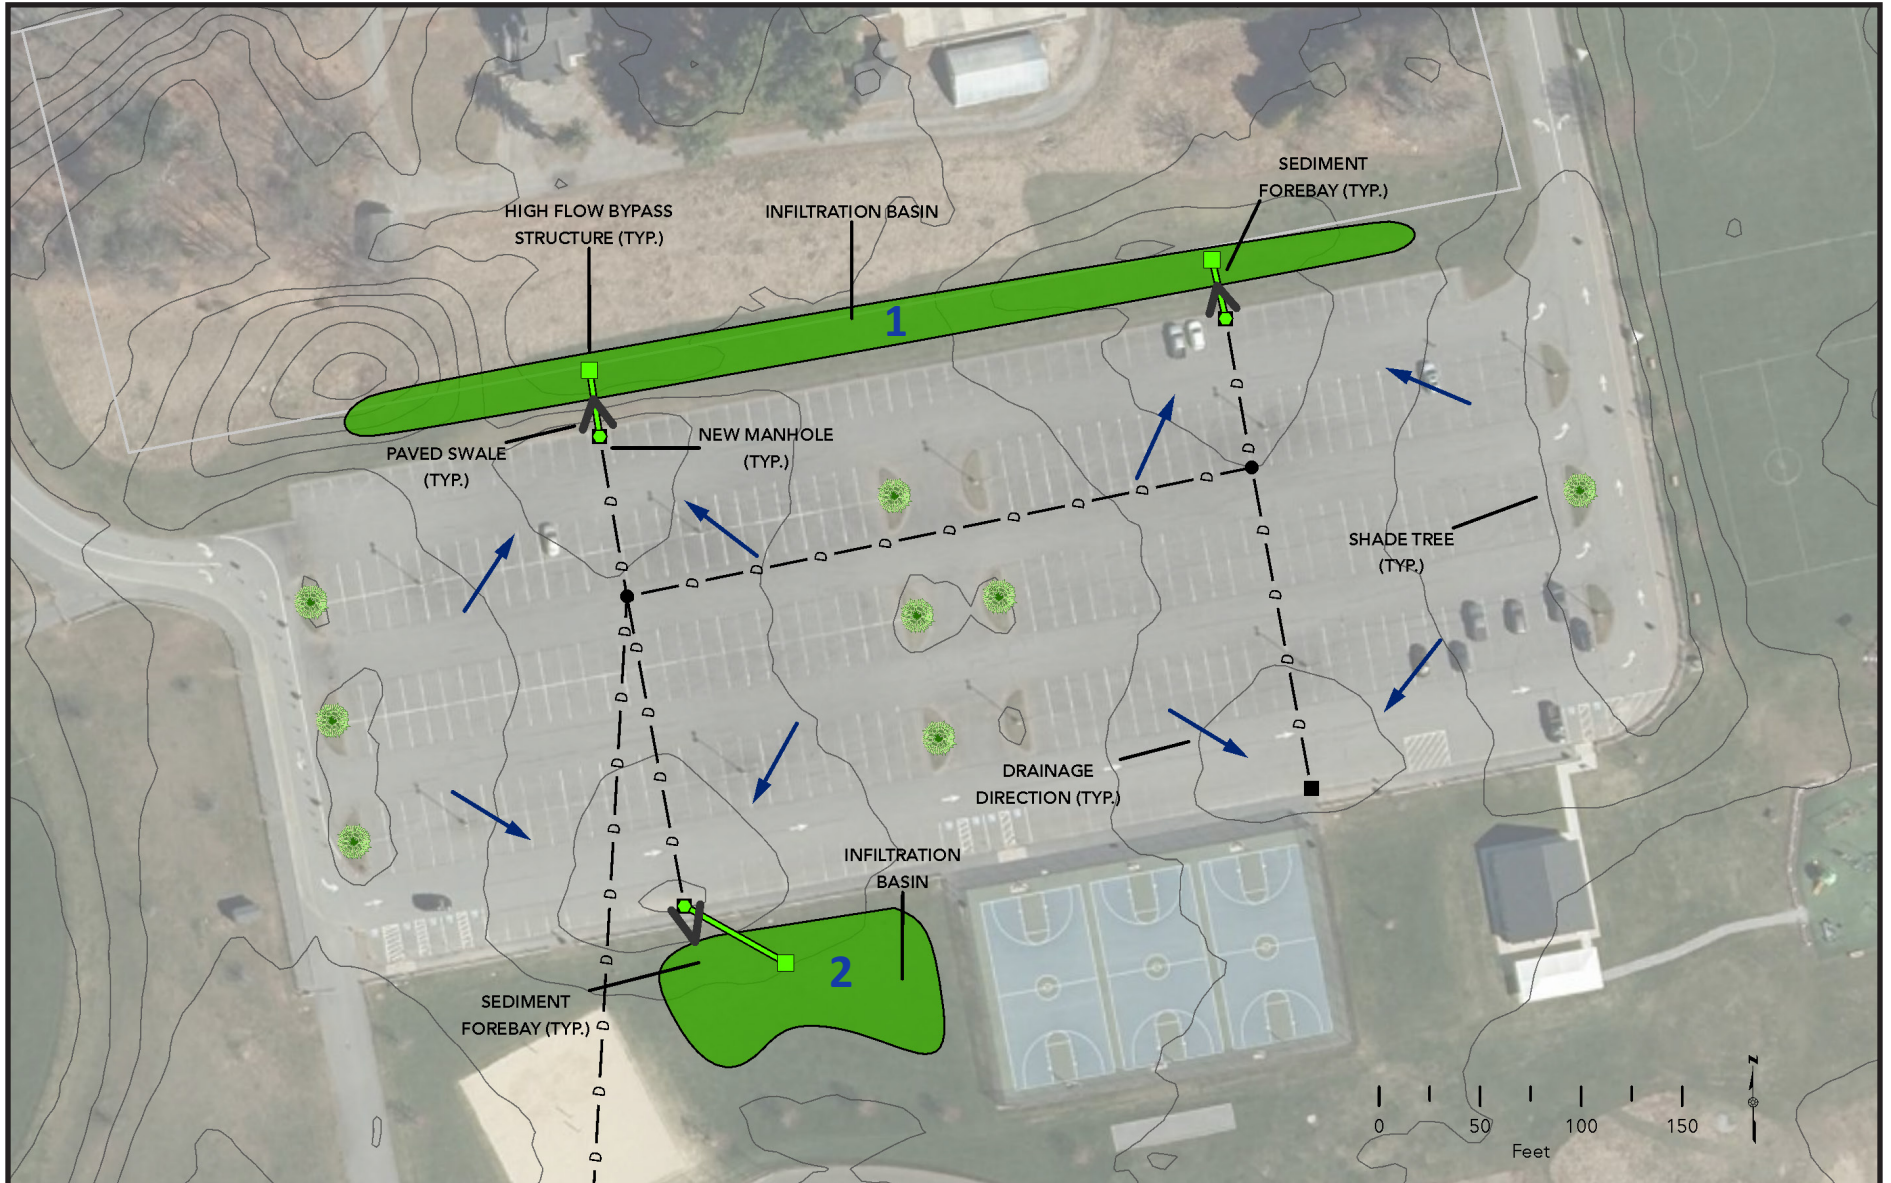 SEDIMENT
FOREBAY (TYP.)
HIGH FLOW BYPASS
STRUCTURE (TYP.)
INFILTRATION BASIN
1
PAVED SWALE
(TYP.)
NEW MANHOLE
(TYP.)
SHADE TREE
(TYP.)
DRAINAGE
DIRECTION (TYP.)
INFILTRATION
BASIN
2
SEDIMENT
FOREBAY (TYP.)
D D D D D D D D D D D D D D D D D D D D D D D D D D D D D D
N
0 50 100 150
Feet